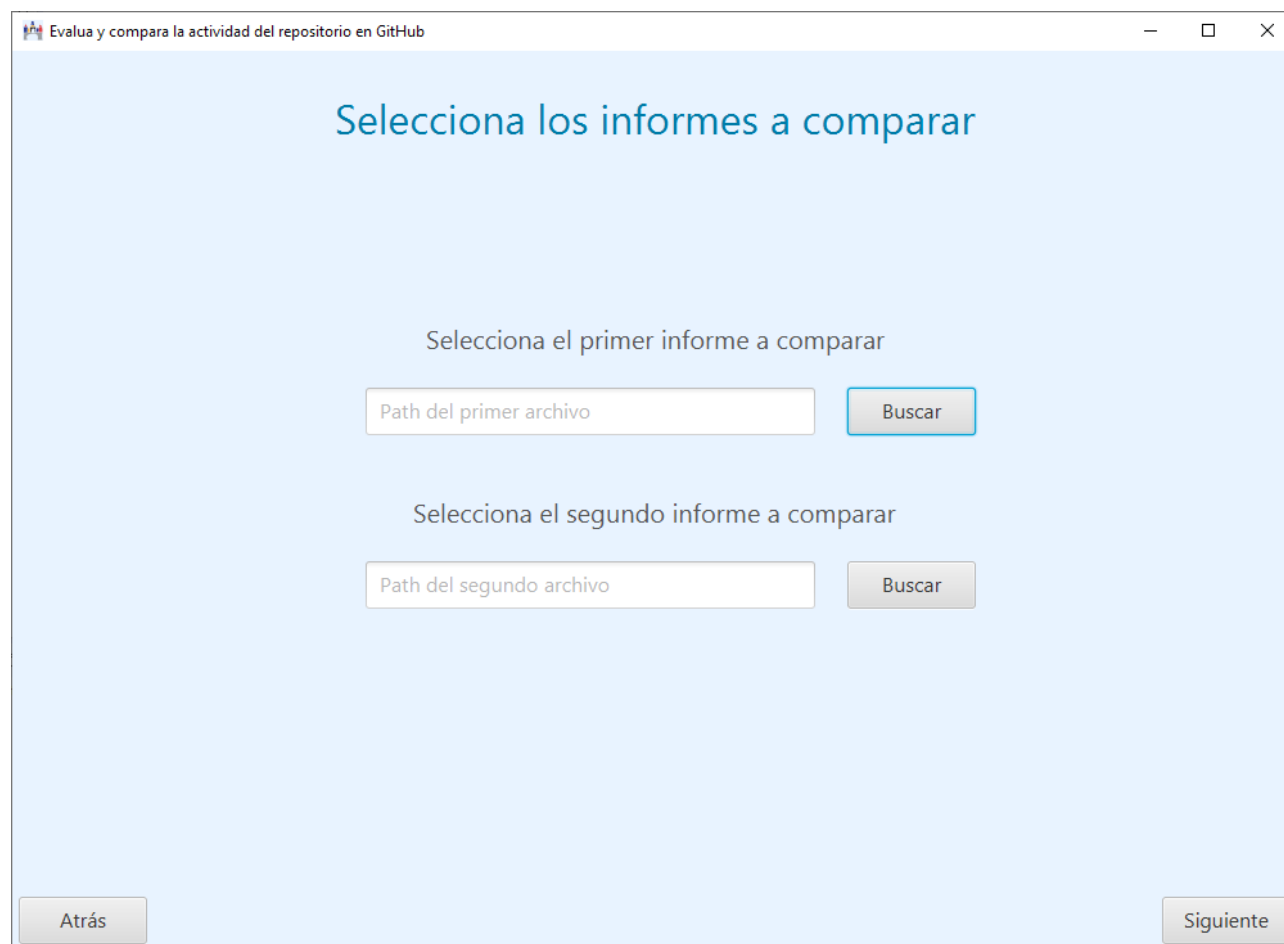 Evalua y compara la actividad del repositorio en GitHub
Selecciona los informes a comparar
Selecciona el primer informe a comparar
Path del primer archivo
Buscar
Selecciona el segundo informe a comparar
Path del segundo archivo
Buscar
Atrás
Siguiente